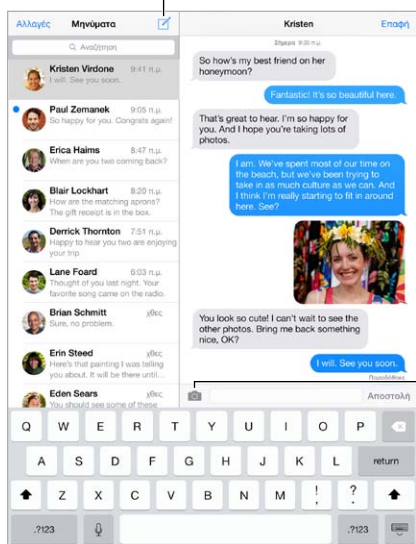 Αλλαγές Μηνύματα
Αναζήτηση
Kristen Virdone 9:41 π.μ.
I will. See you soon.
Paul Zemanek 9:05 π.μ.
So happy for you. Congrats again!
Erica Haims 8:47 π.μ.
When are you two coming back?
Blair Lockhart 8:20 π.μ.
How are the matching aprons?
The gift receipt is in the box.
Derrick Thornton 7:51 π.μ.
Happy to hear you two are enjoying
your trip.
Lane Foard 6:03 π.μ.
Thought of you last night. Your
favorite song came on the radio.
Brian Schmitt χθες
Sure, no problem.
Erin Steed χθες
Here's that painting I was telling
you about. It will be there until…
Eden Sears χθες
You should see some of these
Kristen Επαφή
Σήμερα 9:30 π.μ.
So how's my best friend on her
honeymoon?
Fantastic! It's so beautiful here.
That's great to hear. I'm so happy for
you. And I hope you're taking lots of
photos.
I am. We've spent most of our time on
the beach, but we've been trying to
take in as much culture as we can. And
I think I'm really starting to fit in around
here. See?
You look so cute! I can't wait to see the
other photos. Bring me back something
nice, OK?
I will. See you soon.
Παραδόθηκε
Αποστολή
Q W E R T Y U I O P
A S D F G H J K L return
Z X C V B N M ! , ? .
.?123 .?123